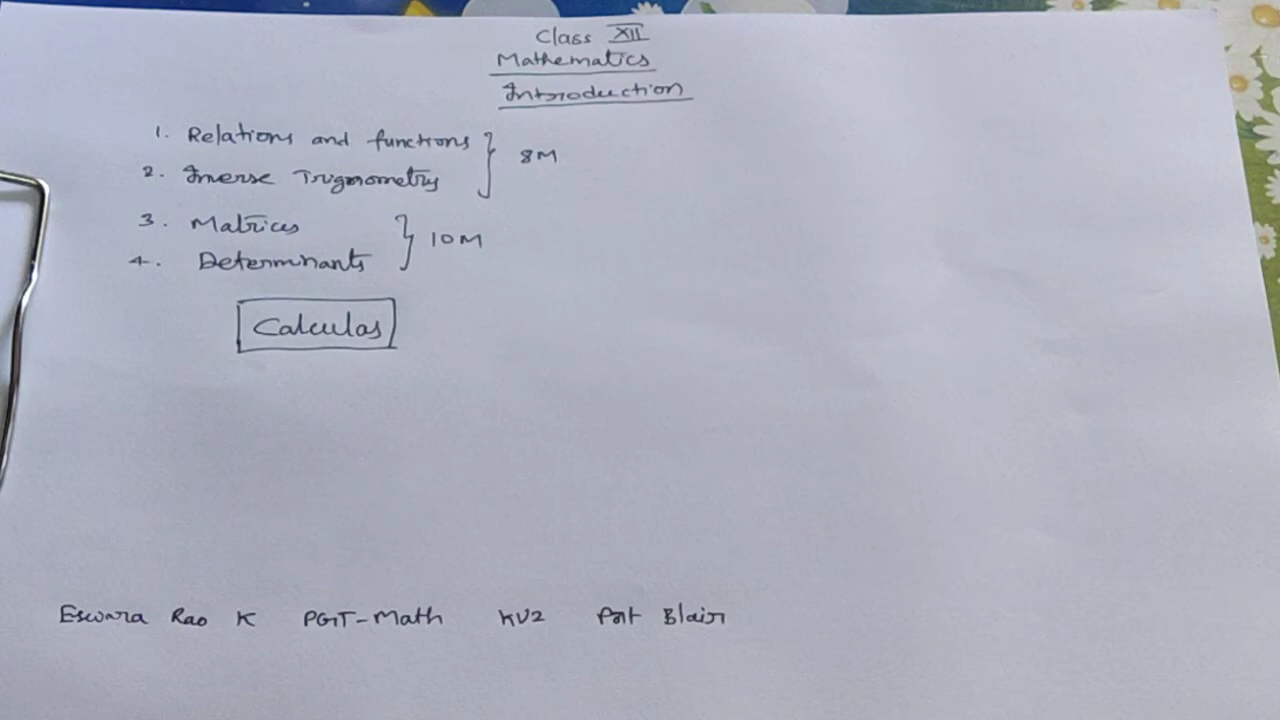 Class XII
Mathematics
Introduction
1. Relations and functions } 8M
2. Inverse Trigonometry
3. Matrices } 10M
4. Determinants
Calculas
Eswara Rao K PGT-Math KV2 Port Blair